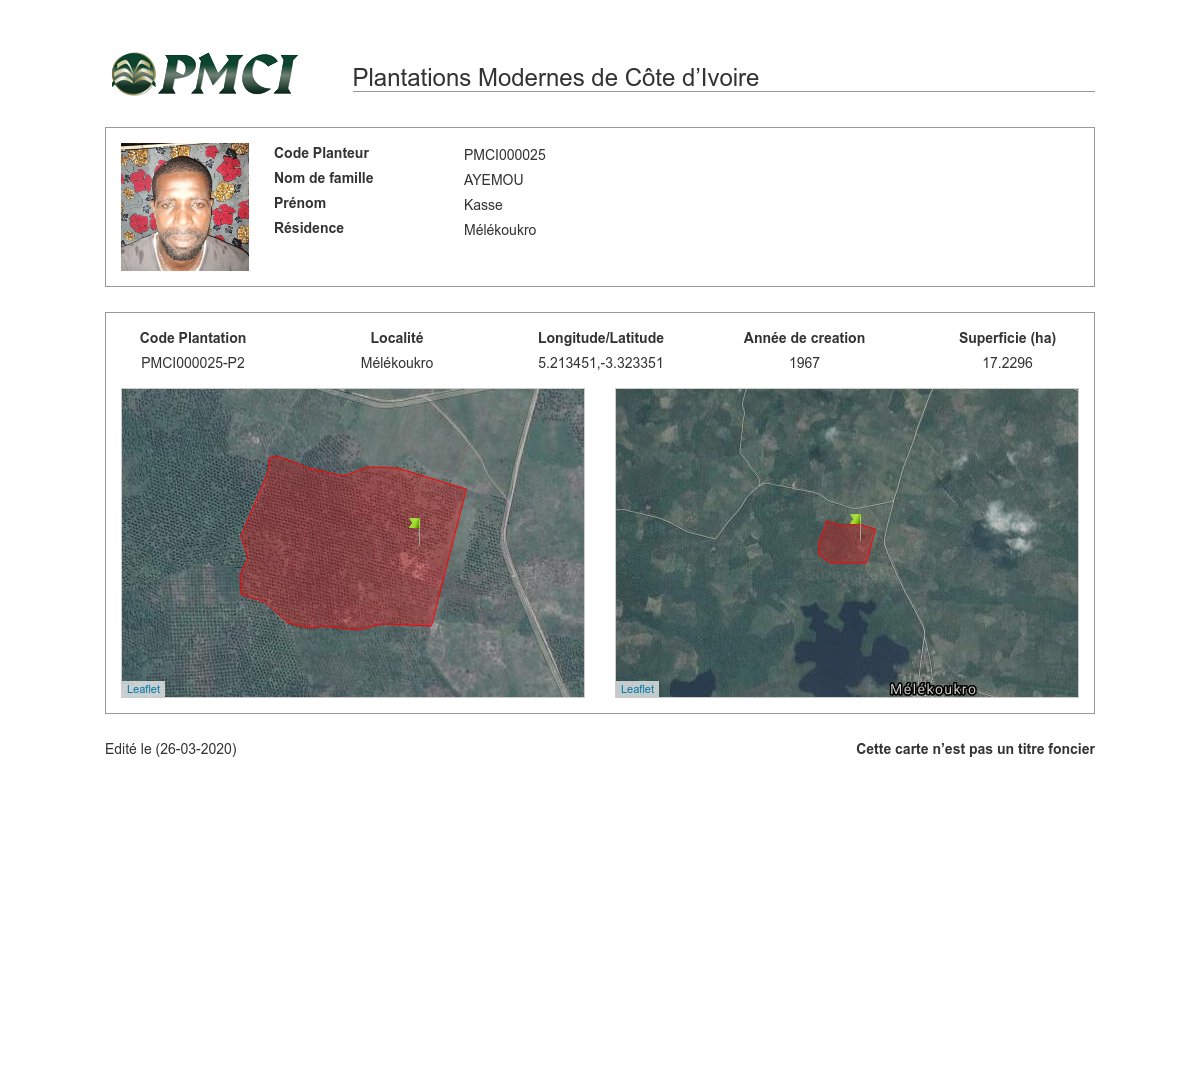 PMCI
Plantations Modernes de Côte d’Ivoire
Code Planteur PMCI000025
Nom de famille AYEMOU
Prénom Kasse
Résidence Mélékoukro
Code Plantation Localité Longitude/Latitude Année de creation Superficie (ha)
PMCI000025-P2 Mélékoukro 5.213451,-3.323351 1967 17.2296
Leaflet
Leaflet
Mélékoukro
Edité le (26-03-2020)
Cette carte n’est pas un titre foncier